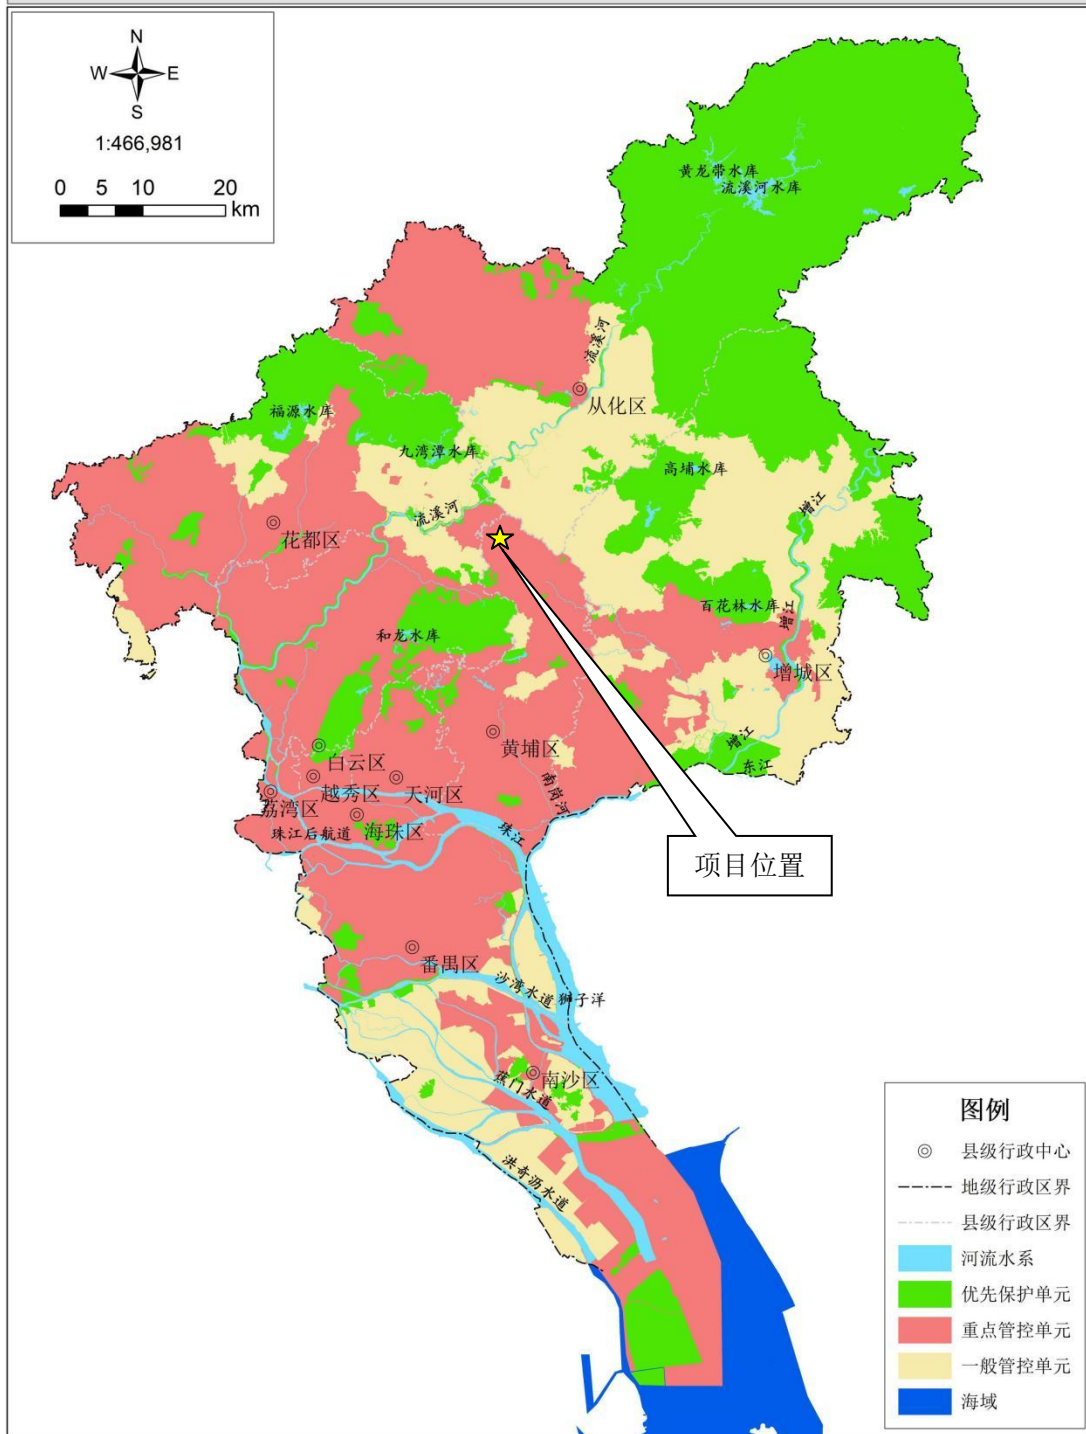 N
W E
S
1:466,981
0 5 10 20
km
黄龙带水库
流溪河水库
流溪河
从化区
福源水库
九湾潭水库
高埔水库
增江
流溪河
花都区
百花林水库
增江
和龙水库
增城区
黄埔区
增江
东江
白云区
南岗河
越秀区
天河区
荔湾区
海珠区
珠江
珠江后航道
项目位置
番禺区
沙湾水道
狮子洋
南沙区
蕉门水道
洪奇沥水道
图例
县级行政中心
地级行政区界
县级行政区界
河流水系
优先保护单元
重点管控单元
一般管控单元
海域